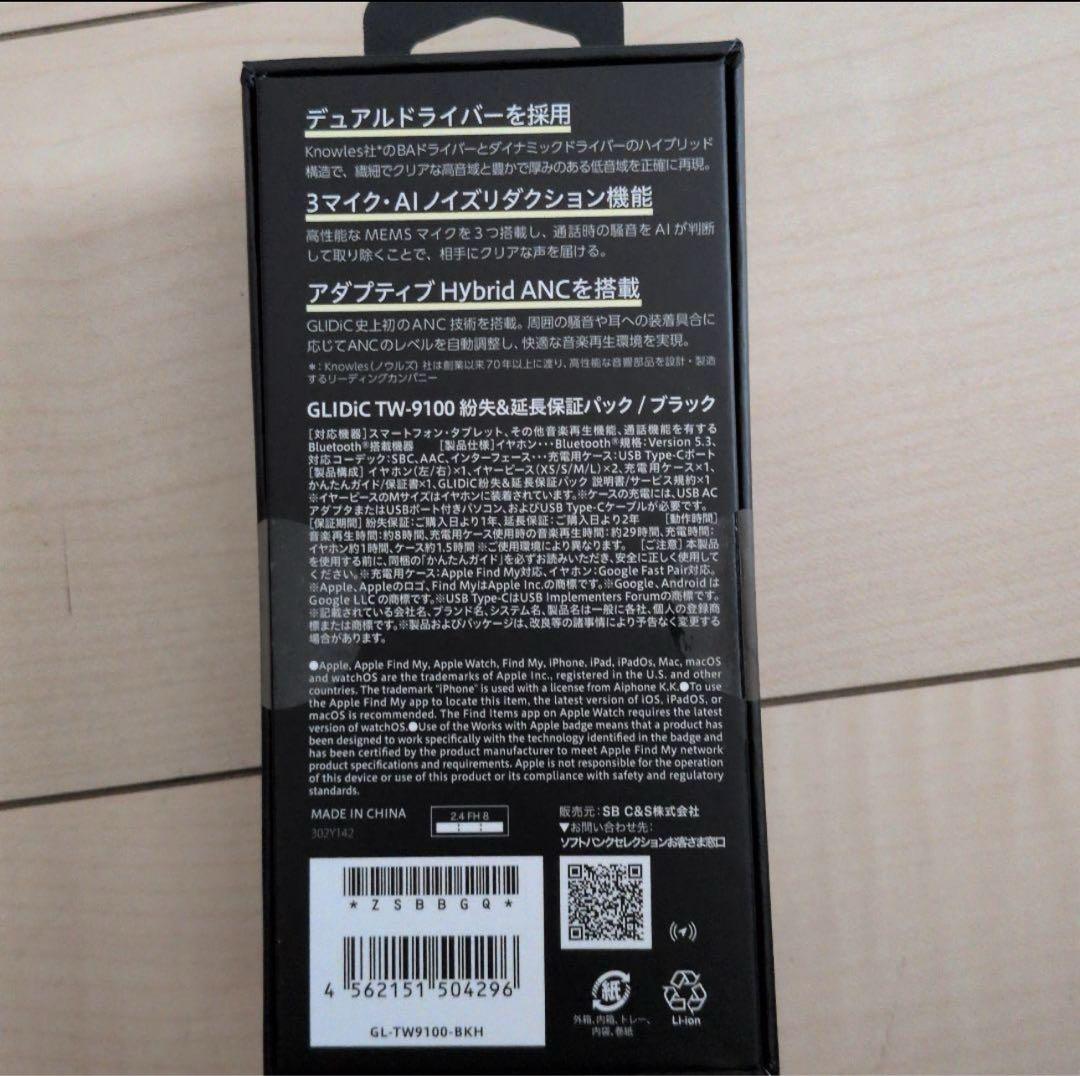 デュアルドライバーを採用
Knowles社*のBAドライバーとダイナミックドライバーのハイブリッド
構造で、繊細でクリアな高音域と豊かで厚みのある低音域を正確に再現。
3マイク・AIノイズリダクション機能
高性能な MEMS マイクを3つ搭載し、通話時の騒音をAIが判断
して取り除くことで、相手にクリアな声を届ける。
アダプティブ Hybrid ANCを搭載
GLIDiC史上初のANC技術を搭載。周囲の騒音や耳への装着具合に
応じてANCのレベルを自動調整し、快適な音楽再生環境を実現。
*：Knowles（ノウルズ）社は創業以来70年以上に渡り、高性能な音響部品を設計・製造
するリーディングカンパニー
GLIDiC TW-9100 紛失&延長保証パック / ブラック
[対応機器]スマートフォン・タブレット、その他音楽再生機能、通話機能を有する
Bluetooth®搭載機器 [製品仕様]イヤホン・・・Bluetooth®規格：Version 5.3、
対応コーデック：SBC、AAC、インターフェース・・・充電用ケース：USB Type-Cポート
[製品構成] イヤホン（左/右）×1、イヤーピース（XS/S/M/L）×2、充電用ケース×1、
かんたんガイド/保証書×1、GLIDiC紛失&延長保証パック 説明書/サービス規約×1
※イヤーピースのMサイズはイヤホンに装着されています。※ケースの充電には、USB AC
アダプタまたはUSBポート付きパソコン、およびUSB Type-Cケーブルが必要です。
[保証期間] 紛失保証：ご購入日より1年、延長保証：ご購入日より2年 [動作時間]
音楽再生時間：約8時間、充電用ケース使用時の音楽再生時間：約29時間、充電時間：
イヤホン約1時間、ケース約1.5時間 ※ご使用環境により異なります。 [ご注意] 本製品
を使用する前に、同梱の「かんたんガイド」を必ずお読みいただき、安全に正しく使用して
ください。※充電用ケース：Apple Find My対応、イヤホン：Google Fast Pair対応。
※Apple、Appleのロゴ、Find MyはApple Inc.の商標です。※Google、Android は
Google LLC の商標です。※USB Type-CはUSB Implementers Forumの商標です。
※記載されている会社名、ブランド名、システム名、製品名は一般に各社、個人の登録商
標または商標です。※製品およびパッケージは、改良等の諸事情により予告なく変更する
場合があります。
●Apple, Apple Find My, Apple Watch, Find My, iPhone, iPad, iPadOs, Mac, macOS
and watchOS are the trademarks of Apple Inc., registered in the U.S. and other
countries. The trademark "iPhone" is used with a license from Aiphone K.K.●To use
the Apple Find My app to locate this item, the latest version of iOS, iPadOS, or
macOS is recommended. The Find Items app on Apple Watch requires the latest
version of watchOS.●Use of the Works with Apple badge means that a product has
been designed to work specifically with the technology identified in the badge and
has been certified by the product manufacturer to meet Apple Find My network
product specifications and requirements. Apple is not responsible for the operation
of this device or use of this product or its compliance with safety and regulatory
standards.
MADE IN CHINA
302Y142
2.4 FH 8
販売元：SB C&S株式会社
▼お問い合わせ先：
ソフトバンクセレクションお客さま窓口
* Z S B B G Q *
4 562151 504296
GL-TW9100-BKH
紙
外箱、内箱、トレー、
内袋、巻紙
Li-ion